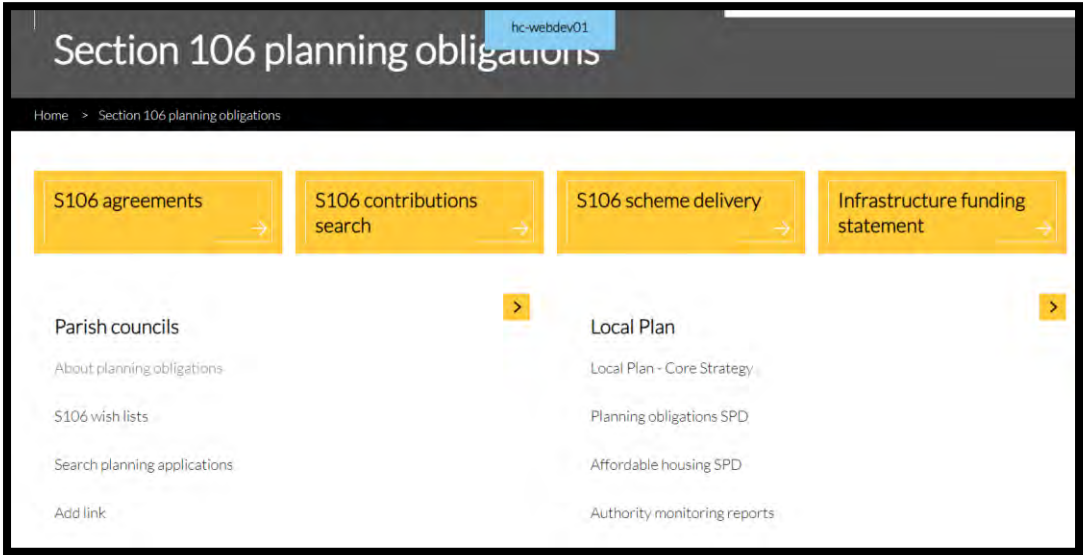 hc-webdev01
Section 106 planning obligations
Home > Section 106 planning obligations
S106 agreements
S106 contributions
search
S106 scheme delivery
Infrastructure funding
statement
Parish councils
About planning obligations
S106 wish lists
Search planning applications
Add link
Local Plan
Local Plan - Core Strategy
Planning obligations SPD
Affordable housing SPD
Authority monitoring reports